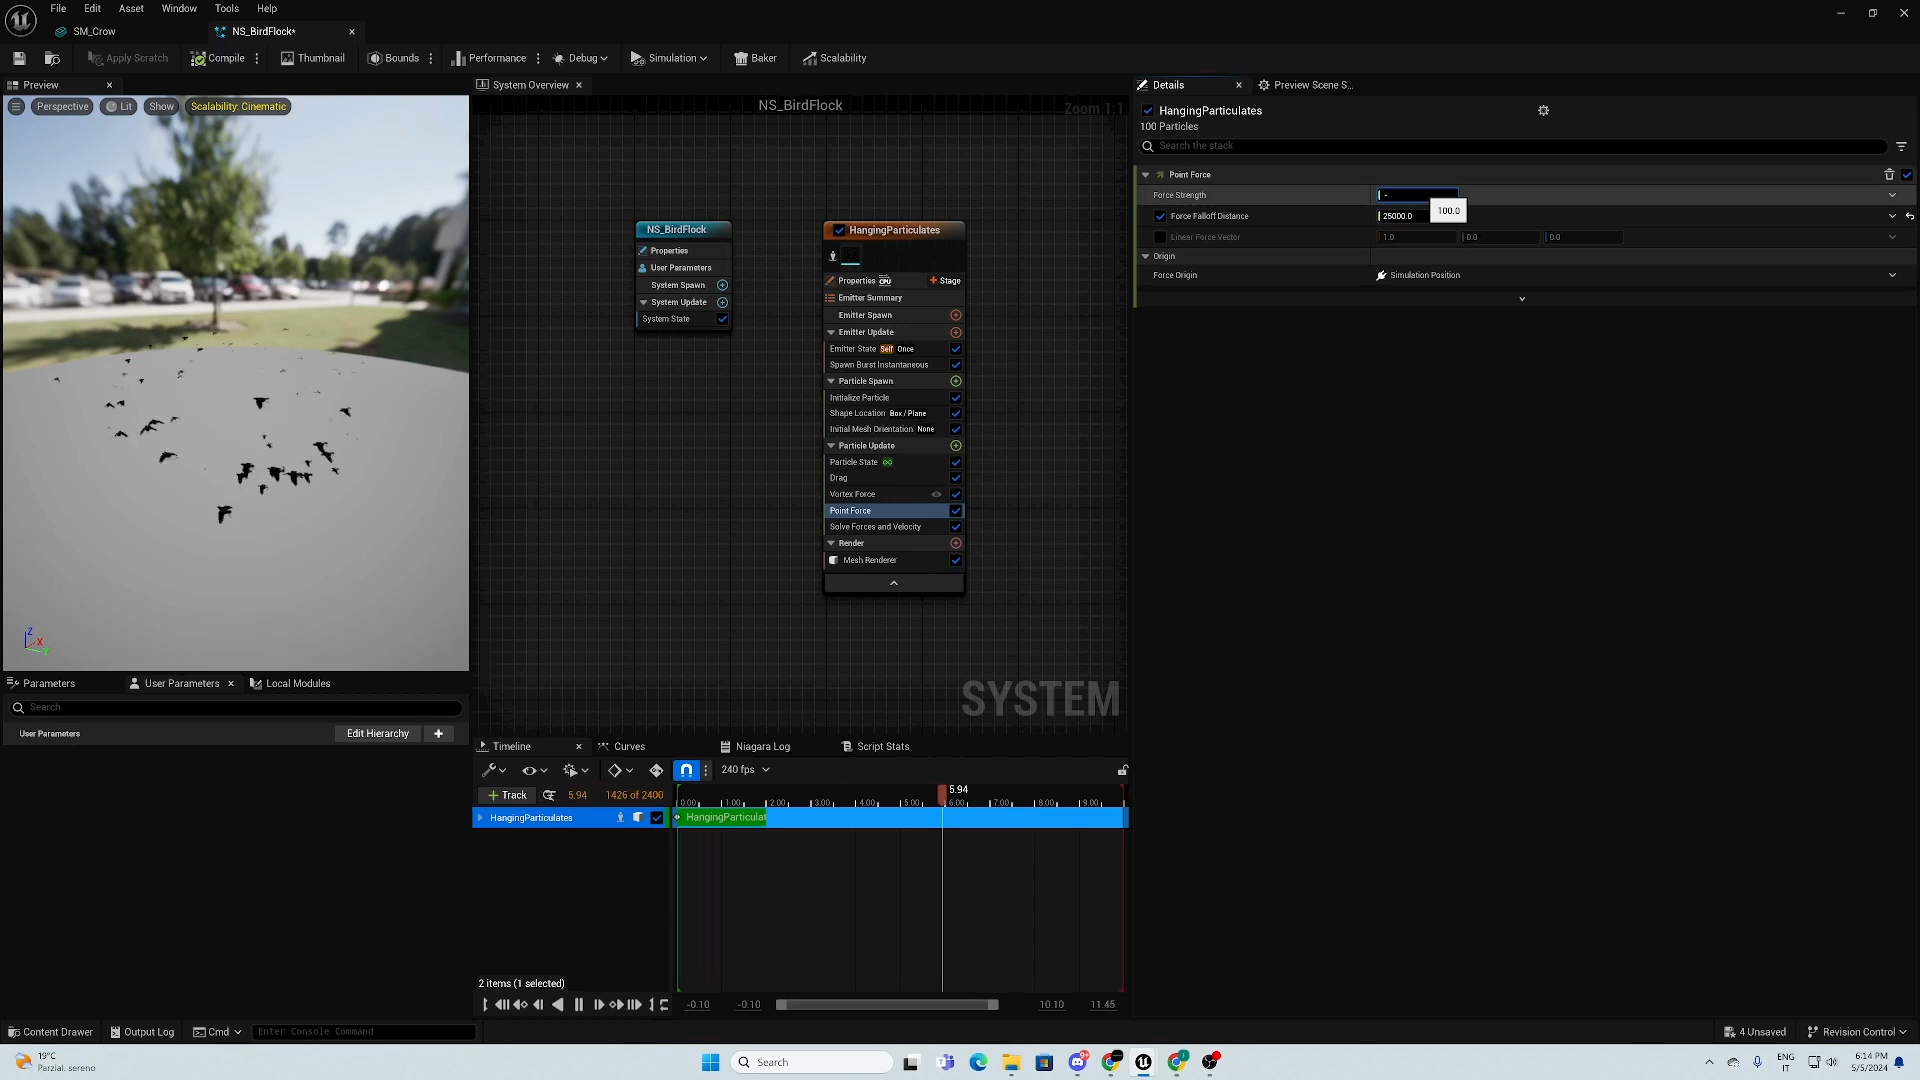 File Edit Asset Window Tools Help
SM_Crow
NS_BirdFlock*
Apply Scratch Compile Thumbnail Bounds Performance Debug Simulation Baker Scalability
Preview
System Overview
Details
Preview Scene S...
Perspective Lit Show Scalability: Cinematic
NS_BirdFlock
Zoom 1:1
HangingParticulates
100 Particles
Search the stack
Point Force
Force Strength -
100.0
Force Falloff Distance 25000.0
Linear Force Vector 1.0 0.0 0.0
Origin
Force Origin Simulation Position
NS_BirdFlock
Properties
User Parameters
System Spawn
System Update
System State
HangingParticulates
Properties CPU Stage
Emitter Summary
Emitter Spawn
Emitter Update
Emitter State Self Once
Spawn Burst Instantaneous
Particle Spawn
Initialize Particle
Shape Location Box / Plane
Initial Mesh Orientation None
Particle Update
Particle State
Drag
Vortex Force
Point Force
Solve Forces and Velocity
Render
Mesh Renderer
SYSTEM
Z X Y
Parameters User Parameters Local Modules
Search
User Parameters Edit Hierarchy
Timeline Curves Niagara Log Script Stats
240 fps
Track 5.94 1426 of 2400
5.94
0.00 1.00 2.00 3.00 4.00 5.00 6.00 7.00 8.00 9.00
HangingParticulates
HangingParticulat
2 items (1 selected)
-0.10 -0.10 10.10 11.45
Content Drawer Output Log Cmd Enter Console Command
4 Unsaved Revision Control
19°C
Parzial. sereno
Search
ENG
IT
6:14 PM
5/5/2024